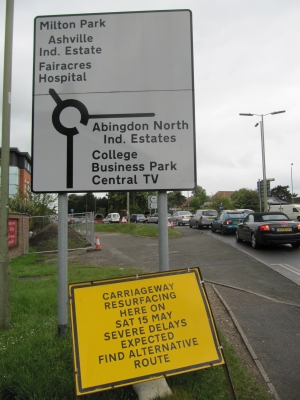 Milton Park
Ashville
Ind. Estate
Fairacres
Hospital
Abingdon North
Ind. Estates
College
Business Park
Central TV
CARRIAGEWAY
RESURFACING
HERE ON
SAT 15 MAY
SEVERE DELAYS
EXPECTED
FIND ALTERNATIVE
ROUTE